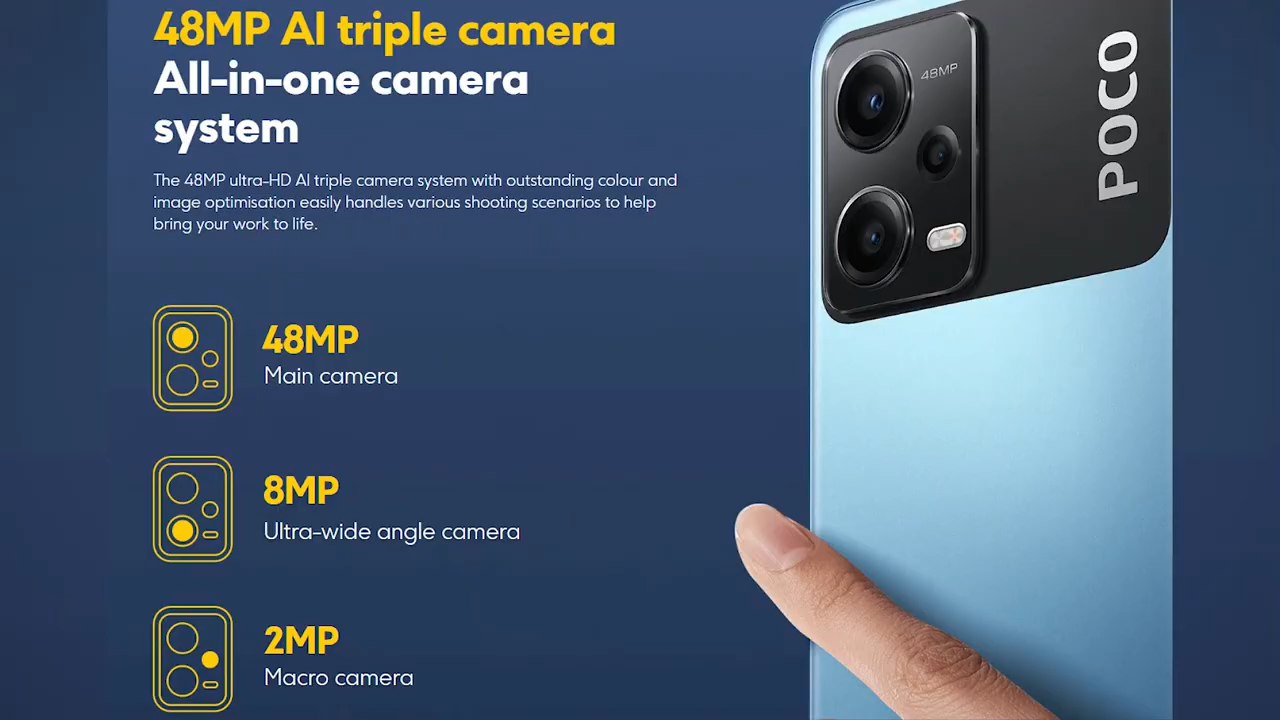 48MP AI triple camera
All-in-one camera
system
The 48MP ultra-HD AI triple camera system with outstanding colour and
image optimisation easily handles various shooting scenarios to help
bring your work to life.
48MP
Main camera
8MP
Ultra-wide angle camera
2MP
Macro camera
48MP
POCO